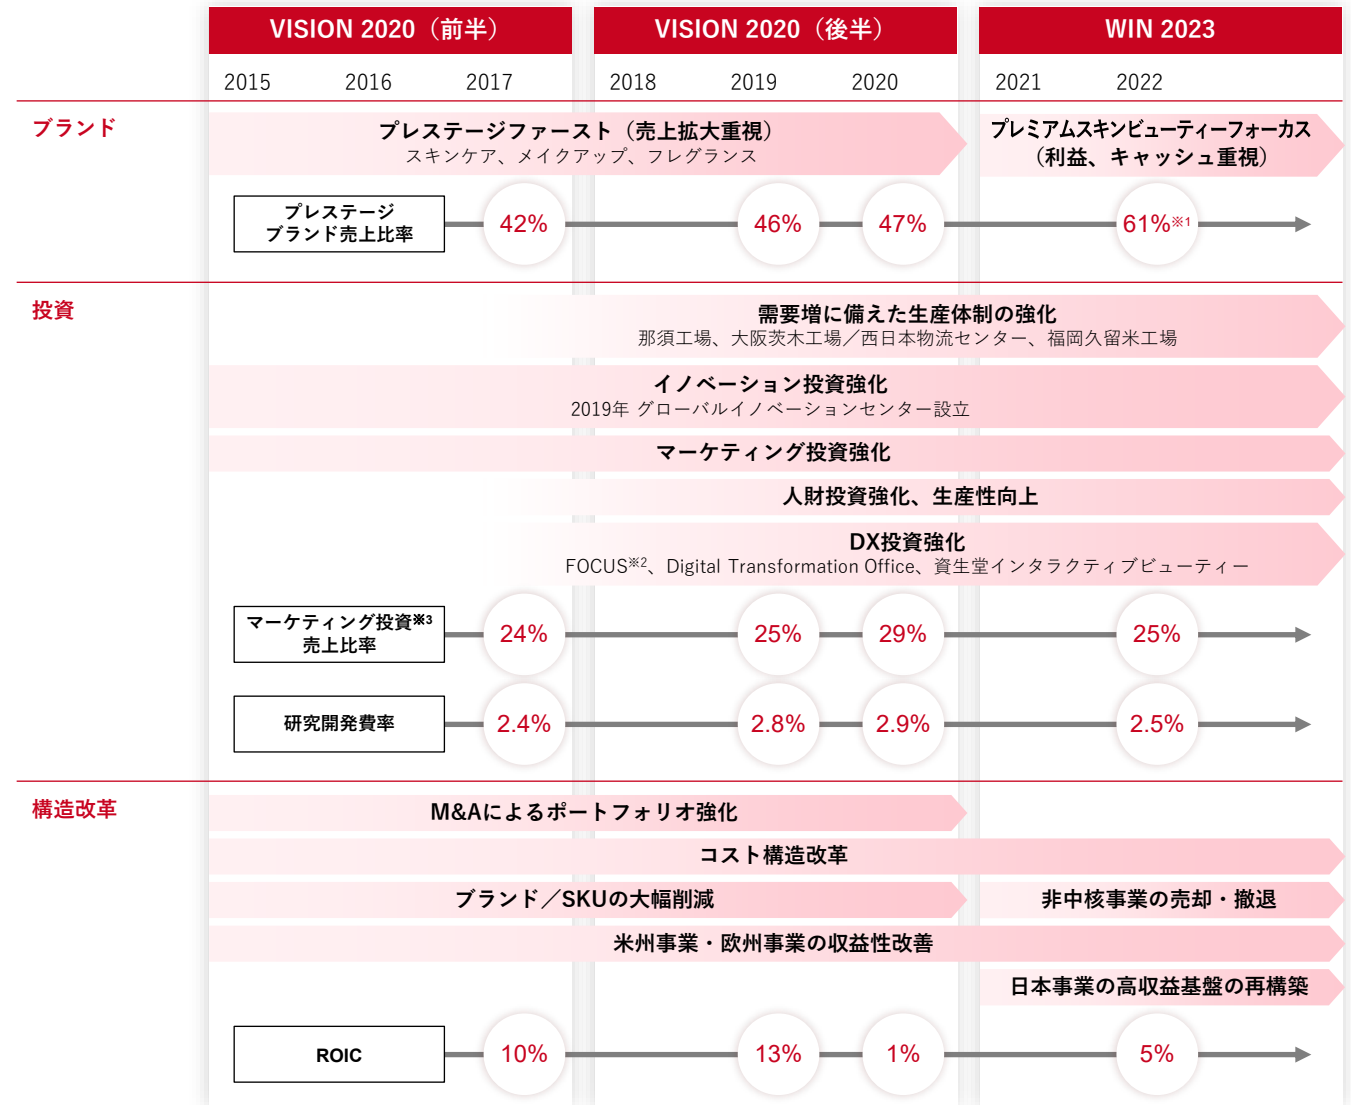 VISION 2020（前半）
VISION 2020（後半）
WIN 2023
2015
2016
2017
2018
2019
2020
2021
2022
ブランド
プレステージファースト（売上拡大重視）
スキンケア、メイクアップ、フレグランス
プレミアムスキンビューティーフォーカス
（利益、キャッシュ重視）
プレステージ
ブランド売上比率
42%
46%
47%
61%※1
投資
需要増に備えた生産体制の強化
那須工場、大阪茨木工場／西日本物流センター、福岡久留米工場
イノベーション投資強化
2019年 グローバルイノベーションセンター設立
マーケティング投資強化
人財投資強化、生産性向上
DX投資強化
FOCUS※2、Digital Transformation Office、資生堂インタラクティブビューティー
マーケティング投資※3
売上比率
24%
25%
29%
25%
研究開発費率
2.4%
2.8%
2.9%
2.5%
構造改革
M&Aによるポートフォリオ強化
コスト構造改革
ブランド／SKUの大幅削減
非中核事業の売却・撤退
米州事業・欧州事業の収益性改善
日本事業の高収益基盤の再構築
ROIC
10%
13%
1%
5%